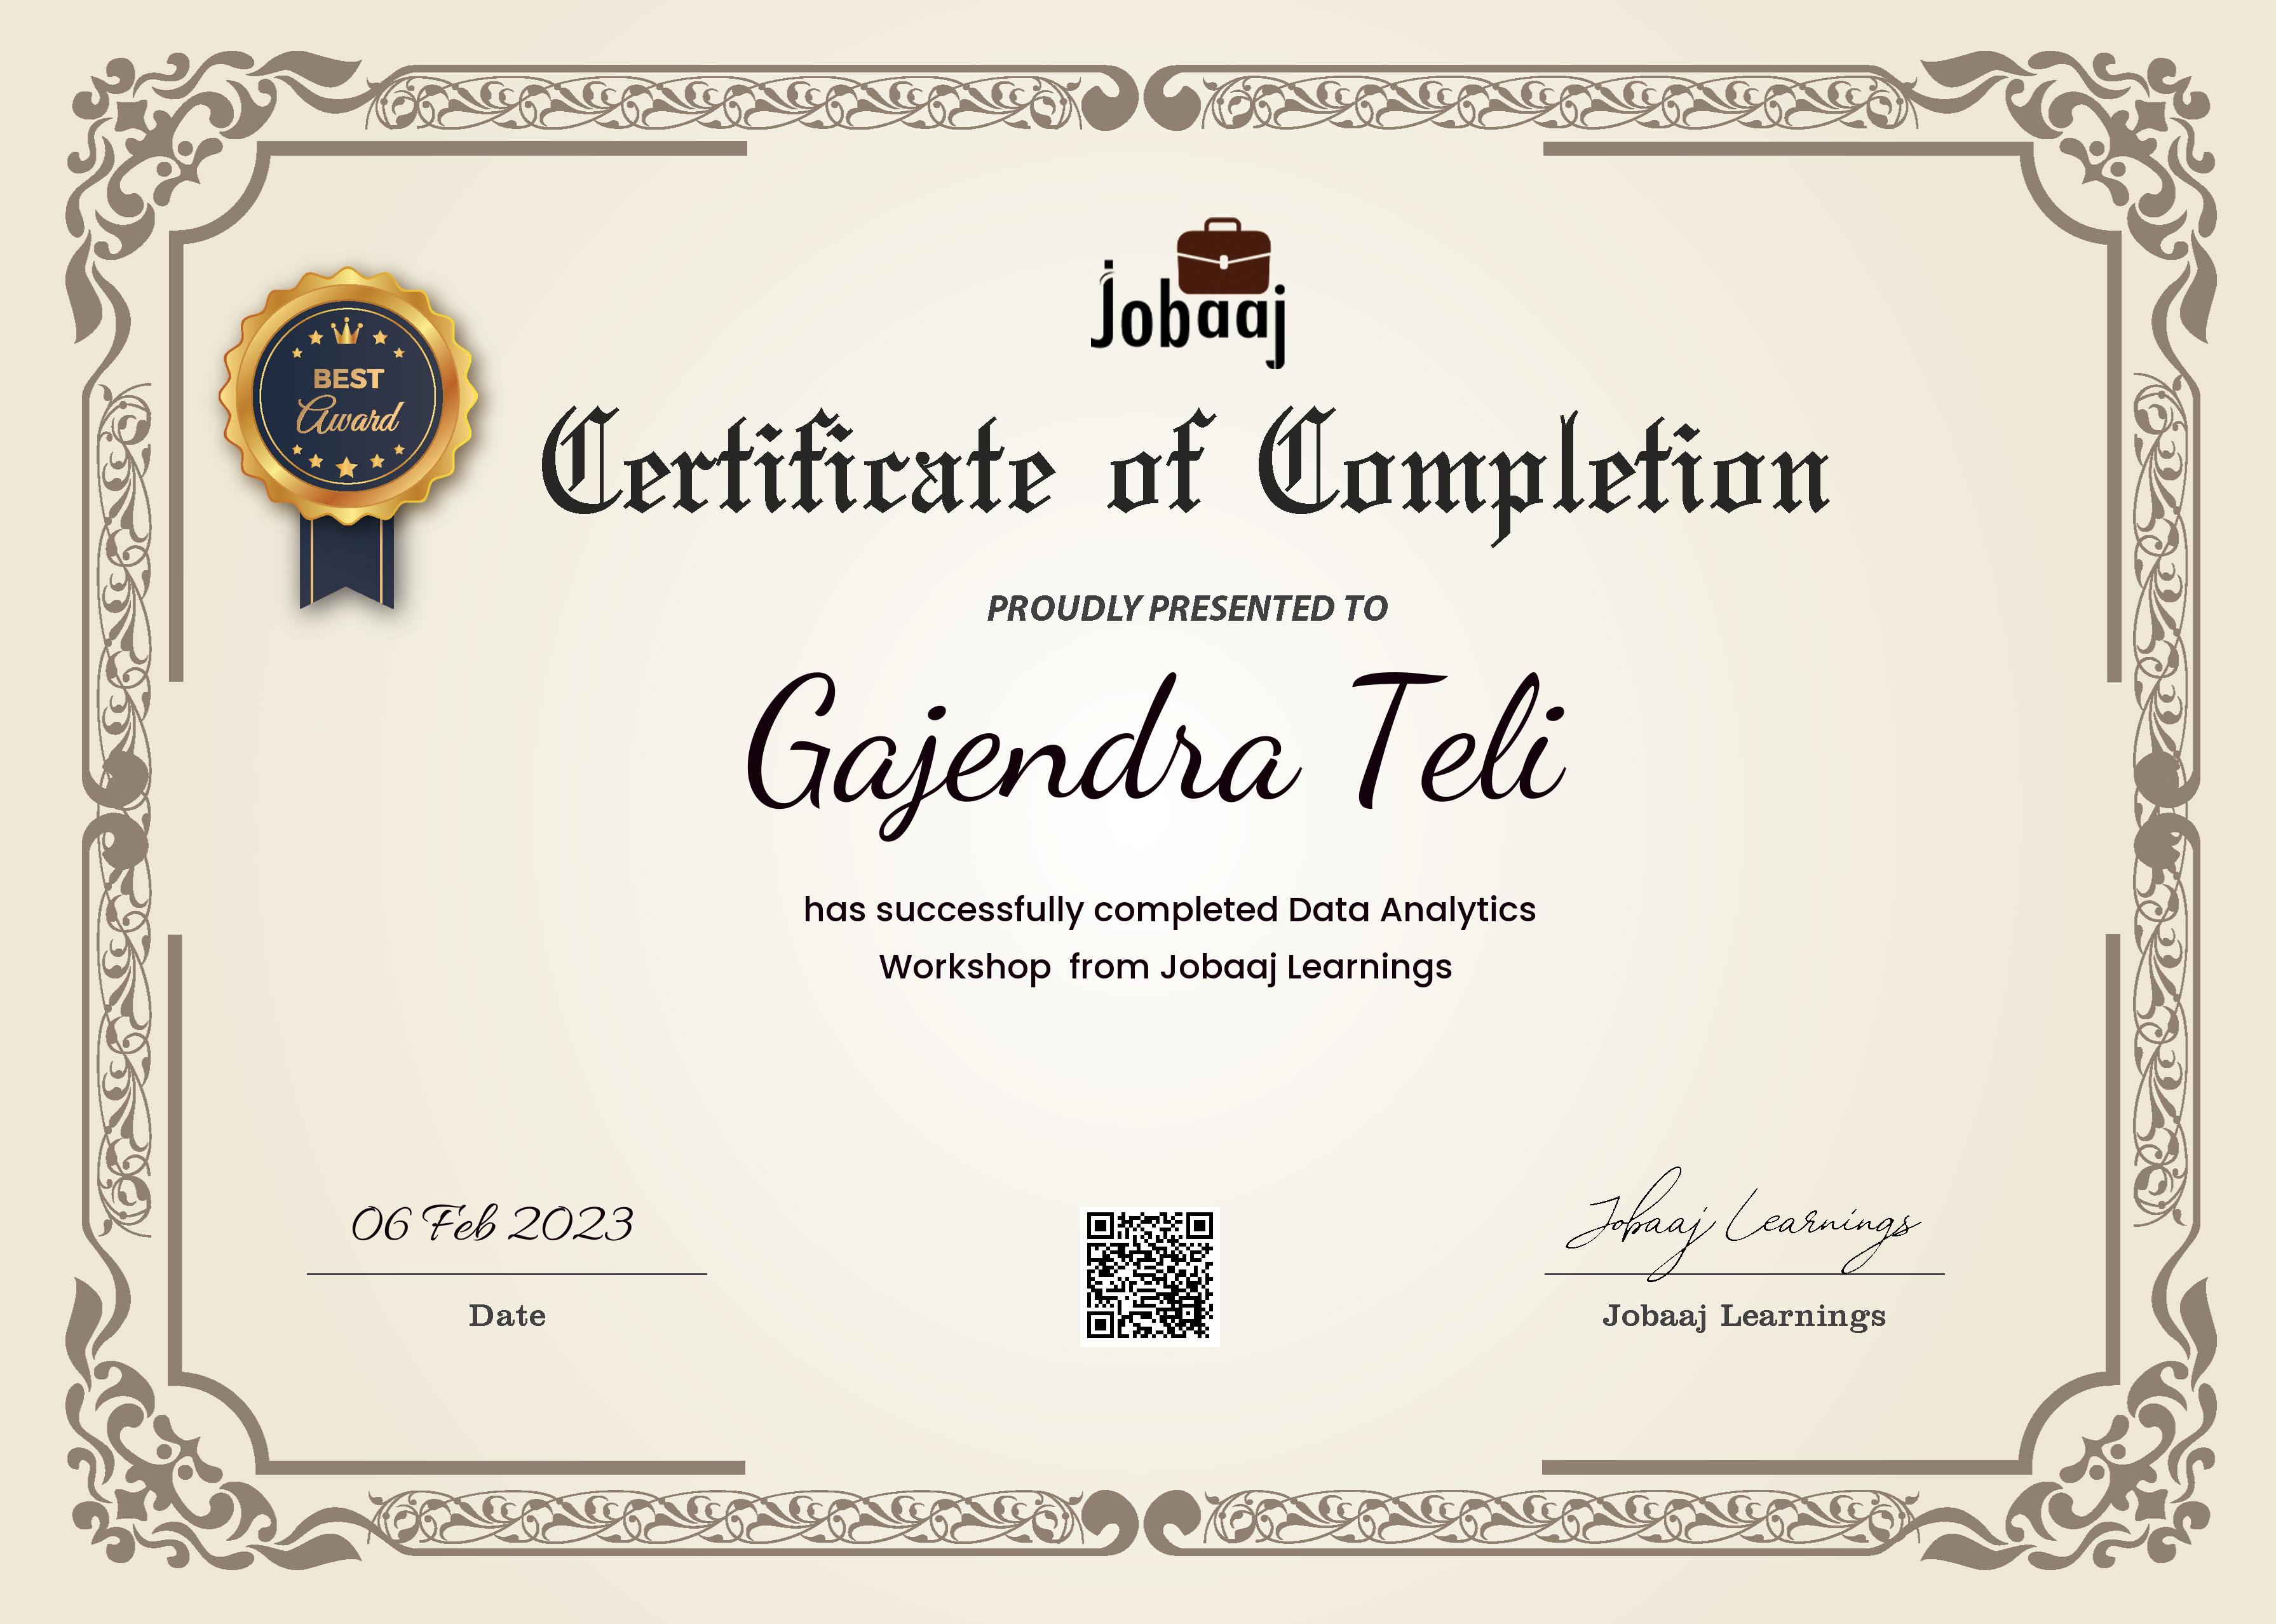 jobaaj
BEST
Award
Certificate of Completion
PROUDLY PRESENTED TO
Gajendra Teli
has successfully completed Data Analytics
Workshop from Jobaaj Learnings
06 Feb 2023
Date
Jobaaj Learnings
Jobaaj Learnings